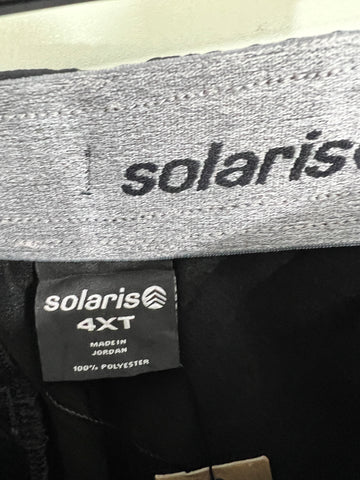 solaris
solaris
4XT
MADE IN
JORDAN
100% POLYESTER